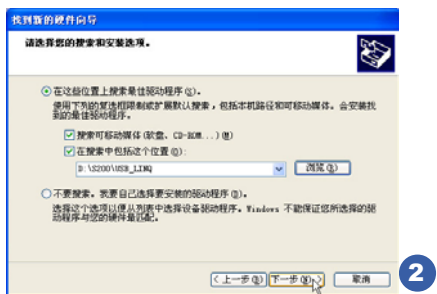 找到新的硬件向导
请选择您的搜索和安装选项。
在这些位置上搜索最佳驱动程序(S)。
使用下列的复选框限制或扩展默认搜索，包括本机路径和可移动媒体。会安装找
到的最佳驱动程序。
搜索可移动媒体(软盘、CD-ROM...)(M)
在搜索中包括这个位置(O):
D:\S200\USB_LINQ
浏览(R)
不要搜索。我要自己选择要安装的驱动程序(D)。
选择这个选项以便从列表中选择设备驱动程序。Windows 不能保证您所选择的驱
动程序与您的硬件最匹配。
<上一步(B) 下一步(N)> 取消
2